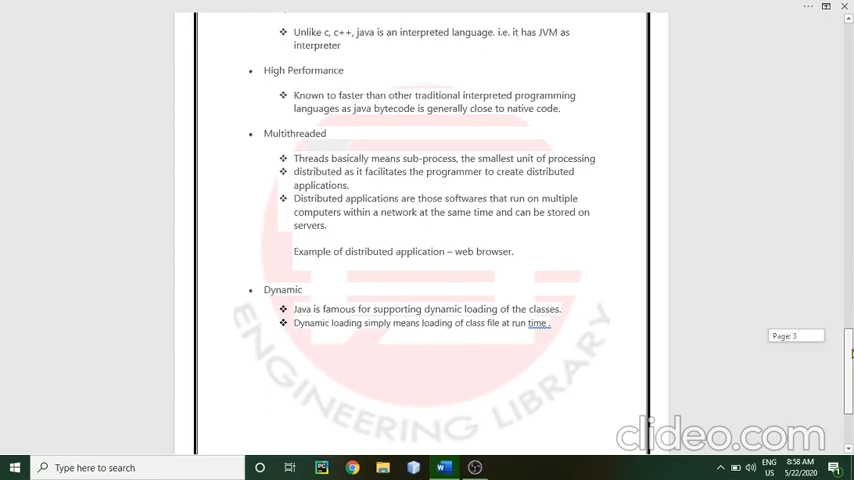 Unlike c, c++, java is an interpreted language. i.e. it has JVM as
interpreter
High Performance
Known to faster than other traditional interpreted programming
languages as java bytecode is generally close to native code.
Multithreaded
Threads basically means sub-process, the smallest unit of processing
distributed as it facilitates the programmer to create distributed
applications.
Distributed applications are those softwares that run on multiple
computers within a network at the same time and can be stored on
servers.
Example of distributed application – web browser.
Dynamic
Java is famous for supporting dynamic loading of the classes.
Dynamic loading simply means loading of class file at run time .
ENGINEERING LIBRARY
Page: 3
clideo.com
Type here to search
PC
W
ENG
US
8:58 AM
5/22/2020
1